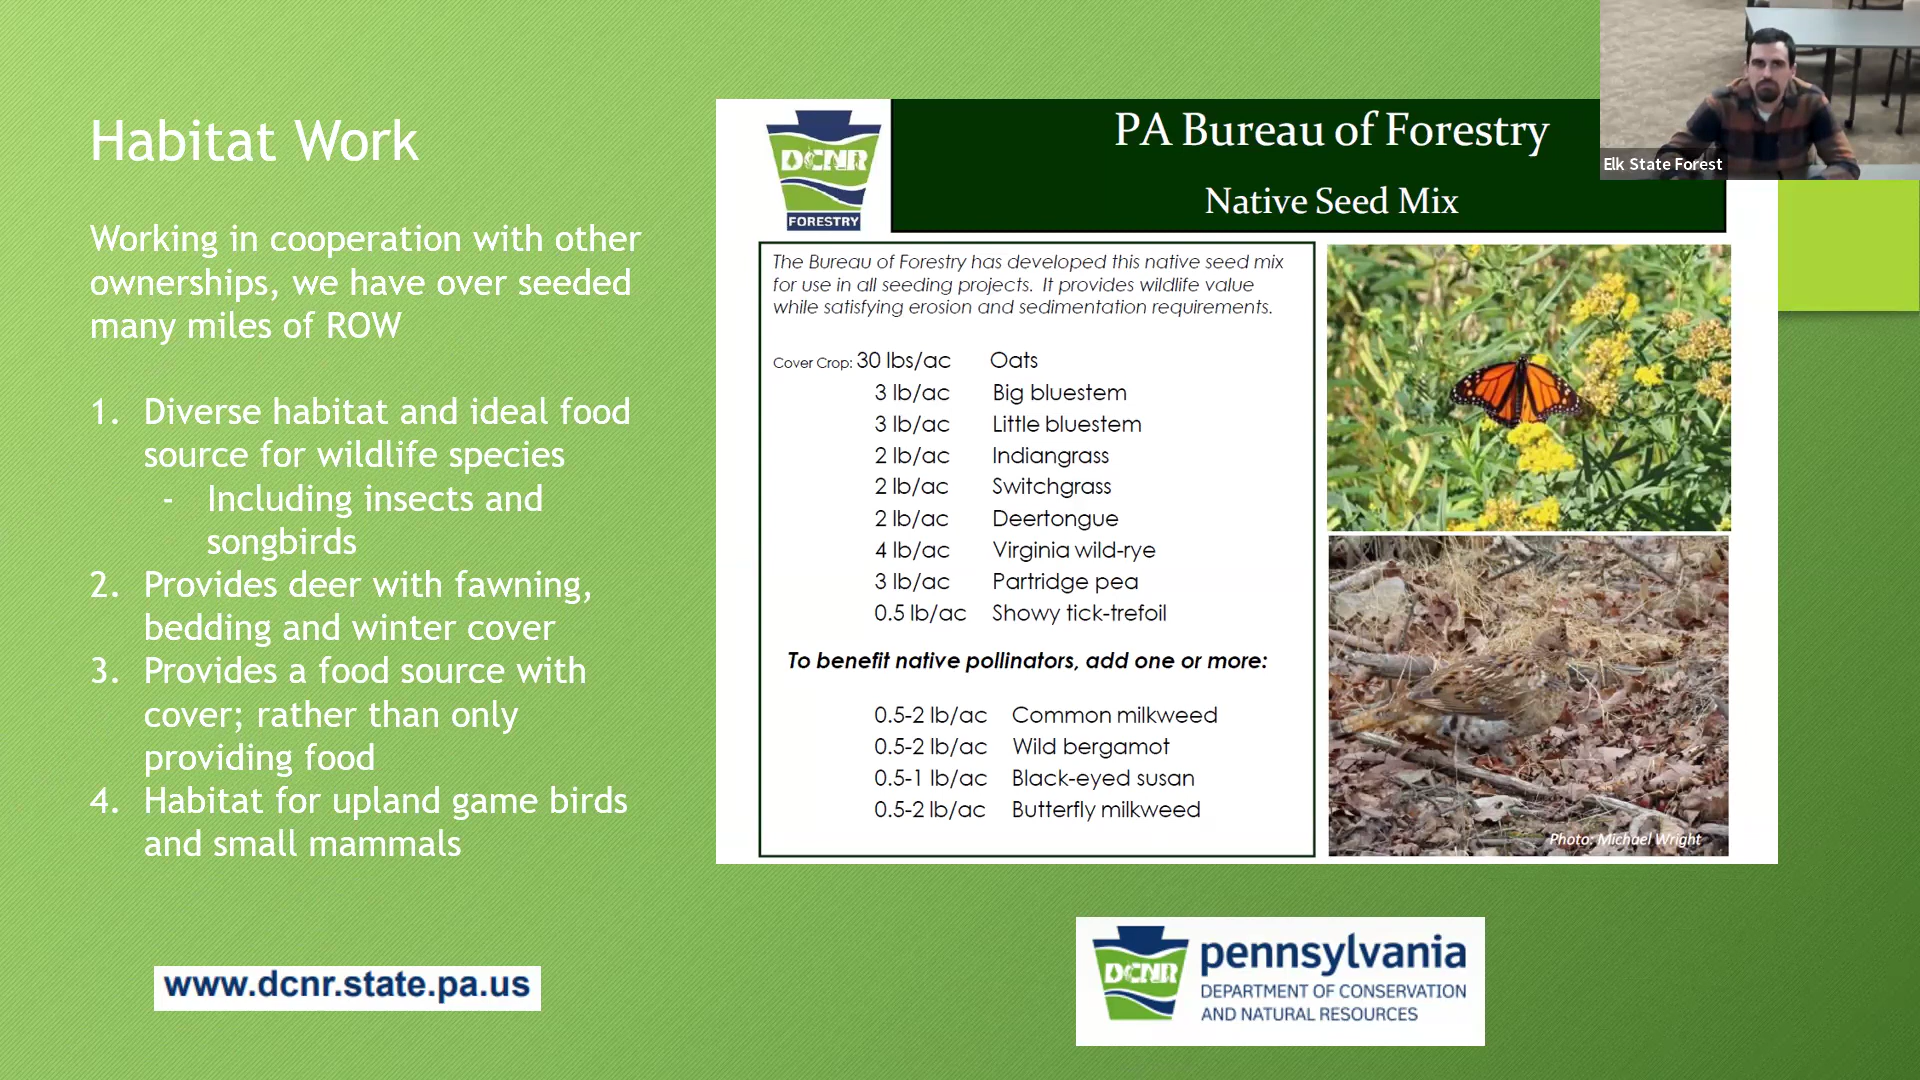 Habitat Work
Working in cooperation with other
ownerships, we have over seeded
many miles of ROW
1. Diverse habitat and ideal food
source for wildlife species
- Including insects and
songbirds
2. Provides deer with fawning,
bedding and winter cover
3. Provides a food source with
cover; rather than only
providing food
4. Habitat for upland game birds
and small mammals
www.dcnr.state.pa.us
DCNR
FORESTRY
PA Bureau of Forestry
Native Seed Mix
The Bureau of Forestry has developed this native seed mix
for use in all seeding projects. It provides wildlife value
while satisfying erosion and sedimentation requirements.
Cover Crop: 30 lbs/ac Oats
3 lb/ac Big bluestem
3 lb/ac Little bluestem
2 lb/ac Indiangrass
2 lb/ac Switchgrass
2 lb/ac Deertongue
4 lb/ac Virginia wild-rye
3 lb/ac Partridge pea
0.5 lb/ac Showy tick-trefoil
To benefit native pollinators, add one or more:
0.5-2 lb/ac Common milkweed
0.5-2 lb/ac Wild bergamot
0.5-1 lb/ac Black-eyed susan
0.5-2 lb/ac Butterfly milkweed
Photo: Michael Wright
Elk State Forest
DCNR
pennsylvania
DEPARTMENT OF CONSERVATION
AND NATURAL RESOURCES